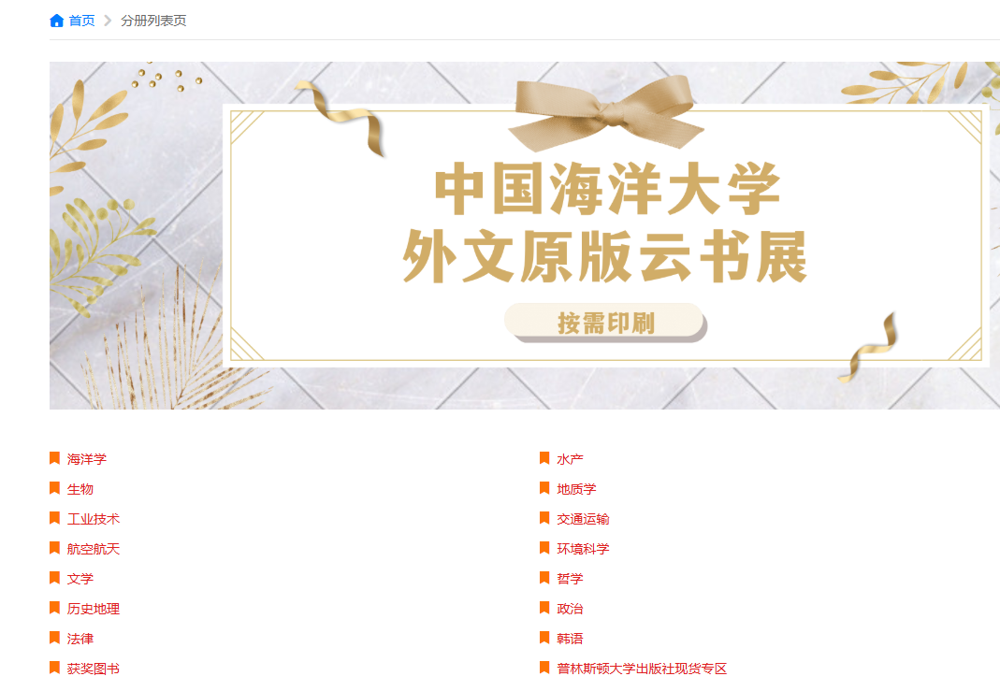 首页 分册列表页
中国海洋大学
外文原版云书展
按需印刷
海洋学
水产
生物
地质学
工业技术
交通运输
航空航天
环境科学
文学
哲学
历史地理
政治
法律
韩语
获奖图书
普林斯顿大学出版社现货专区